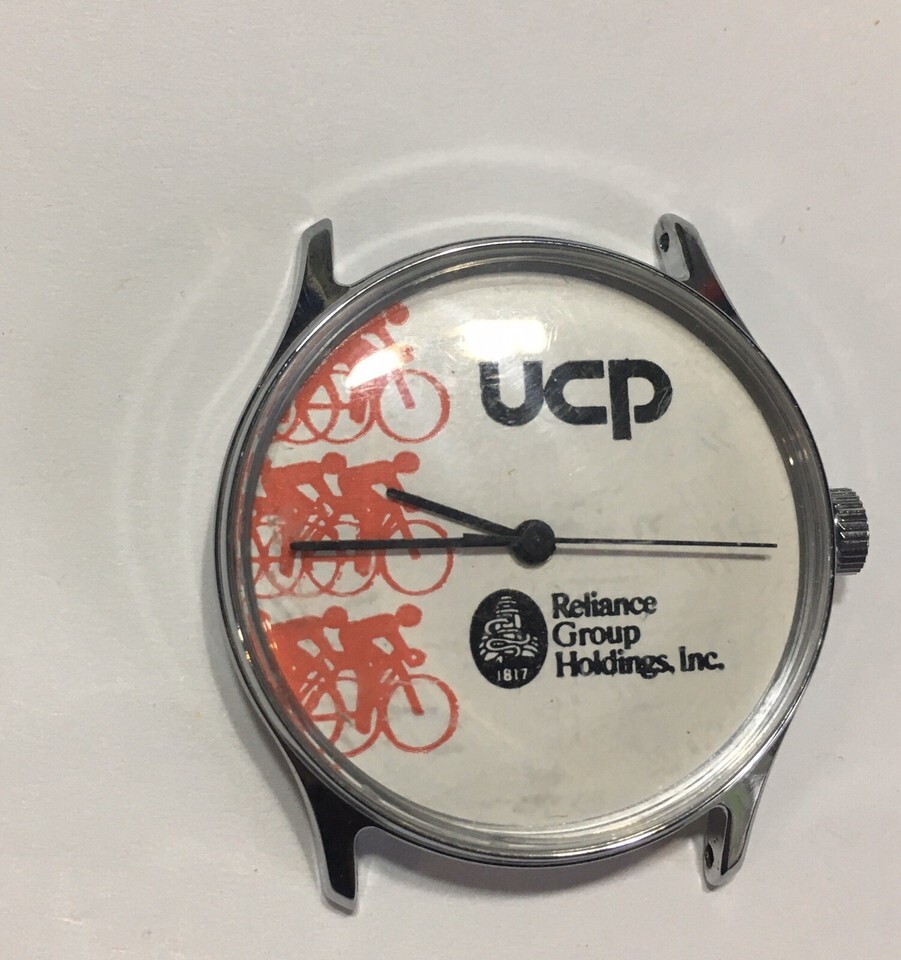 UCP
1817
Reliance
Group
Holdings, Inc.